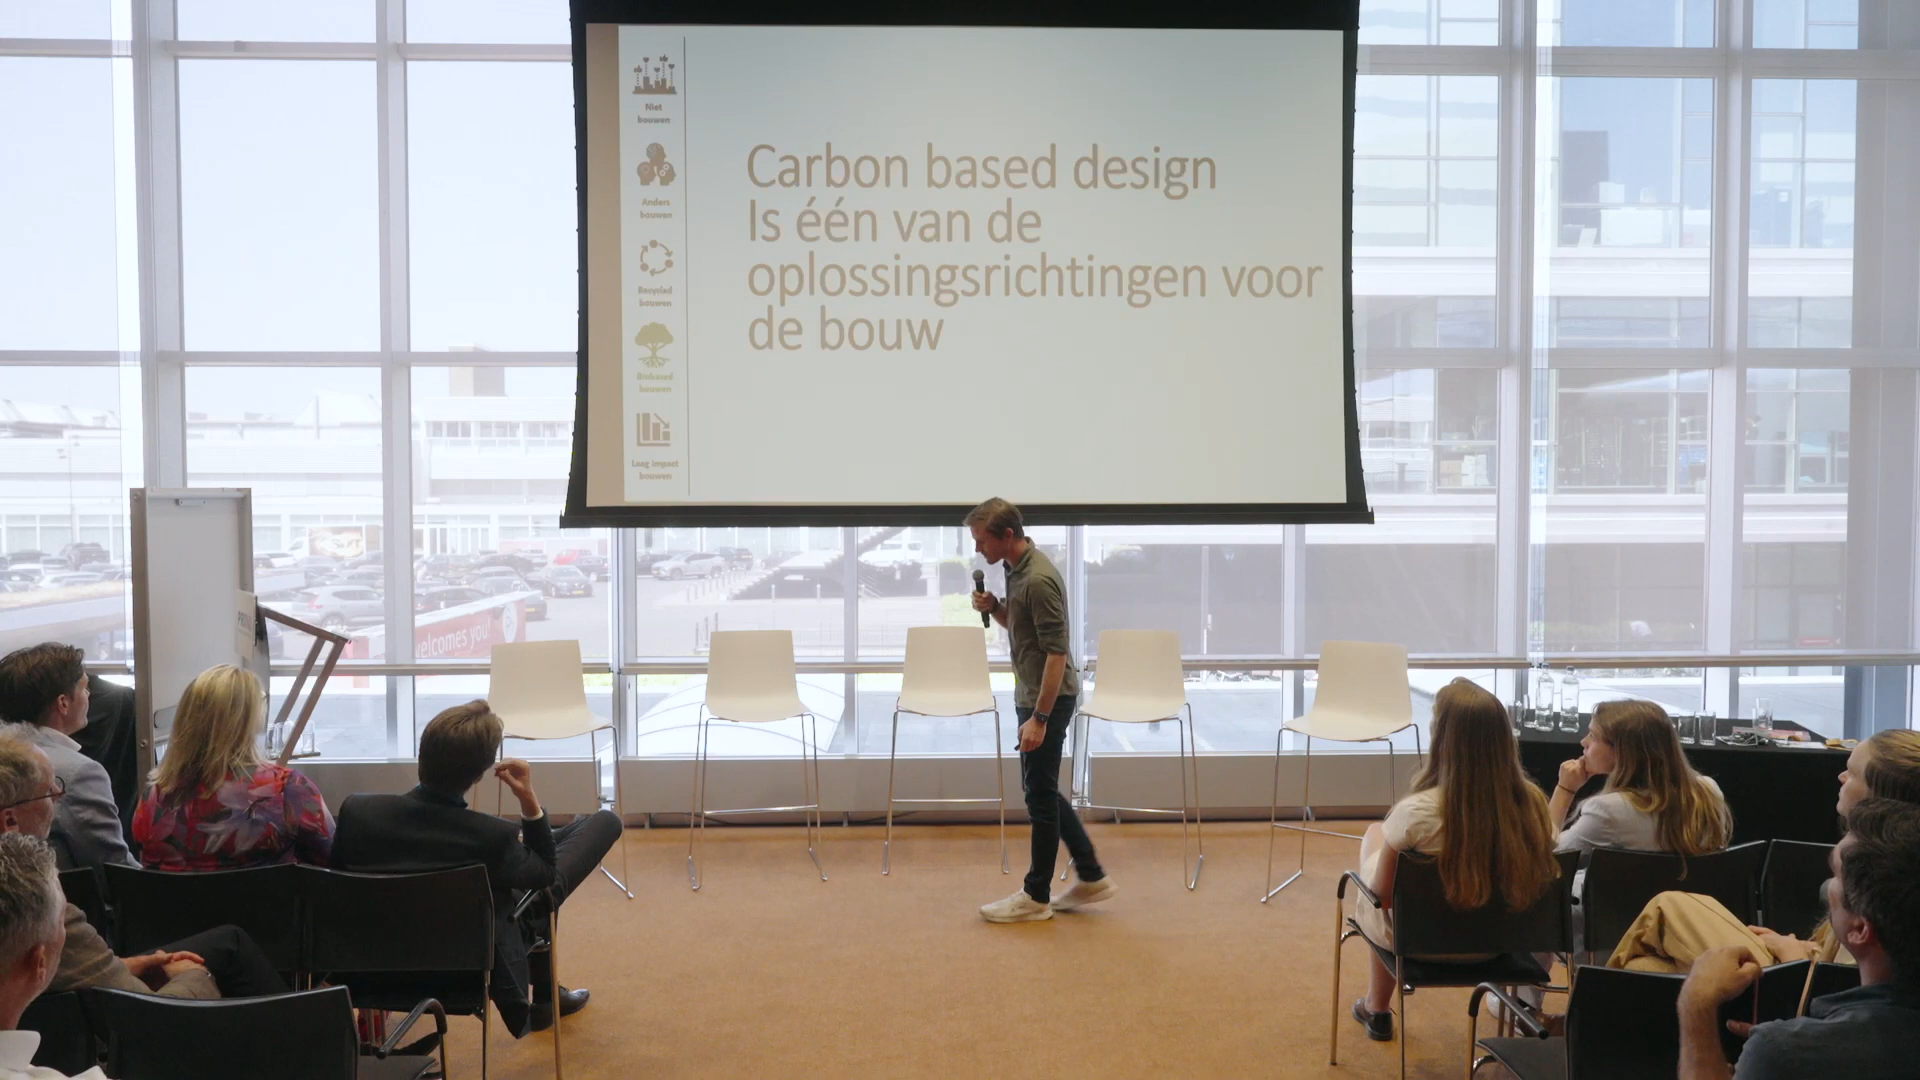 Niet
bouwen
Anders
bouwen
Recycled
bouwen
Biobased
bouwen
Laag impact
bouwen
Carbon based design
Is één van de
oplossingsrichtingen voor
de bouw
welcomes you!